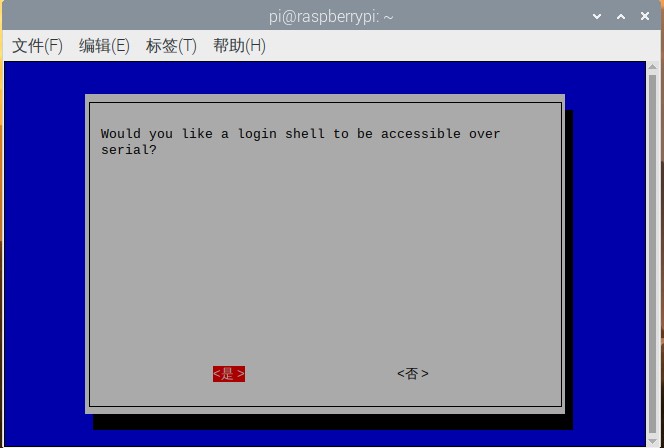 pi@raspberrypi: ~
文件(F) 编辑(E) 标签(T) 帮助(H)
Would you like a login shell to be accessible over
serial?
<是> <否>